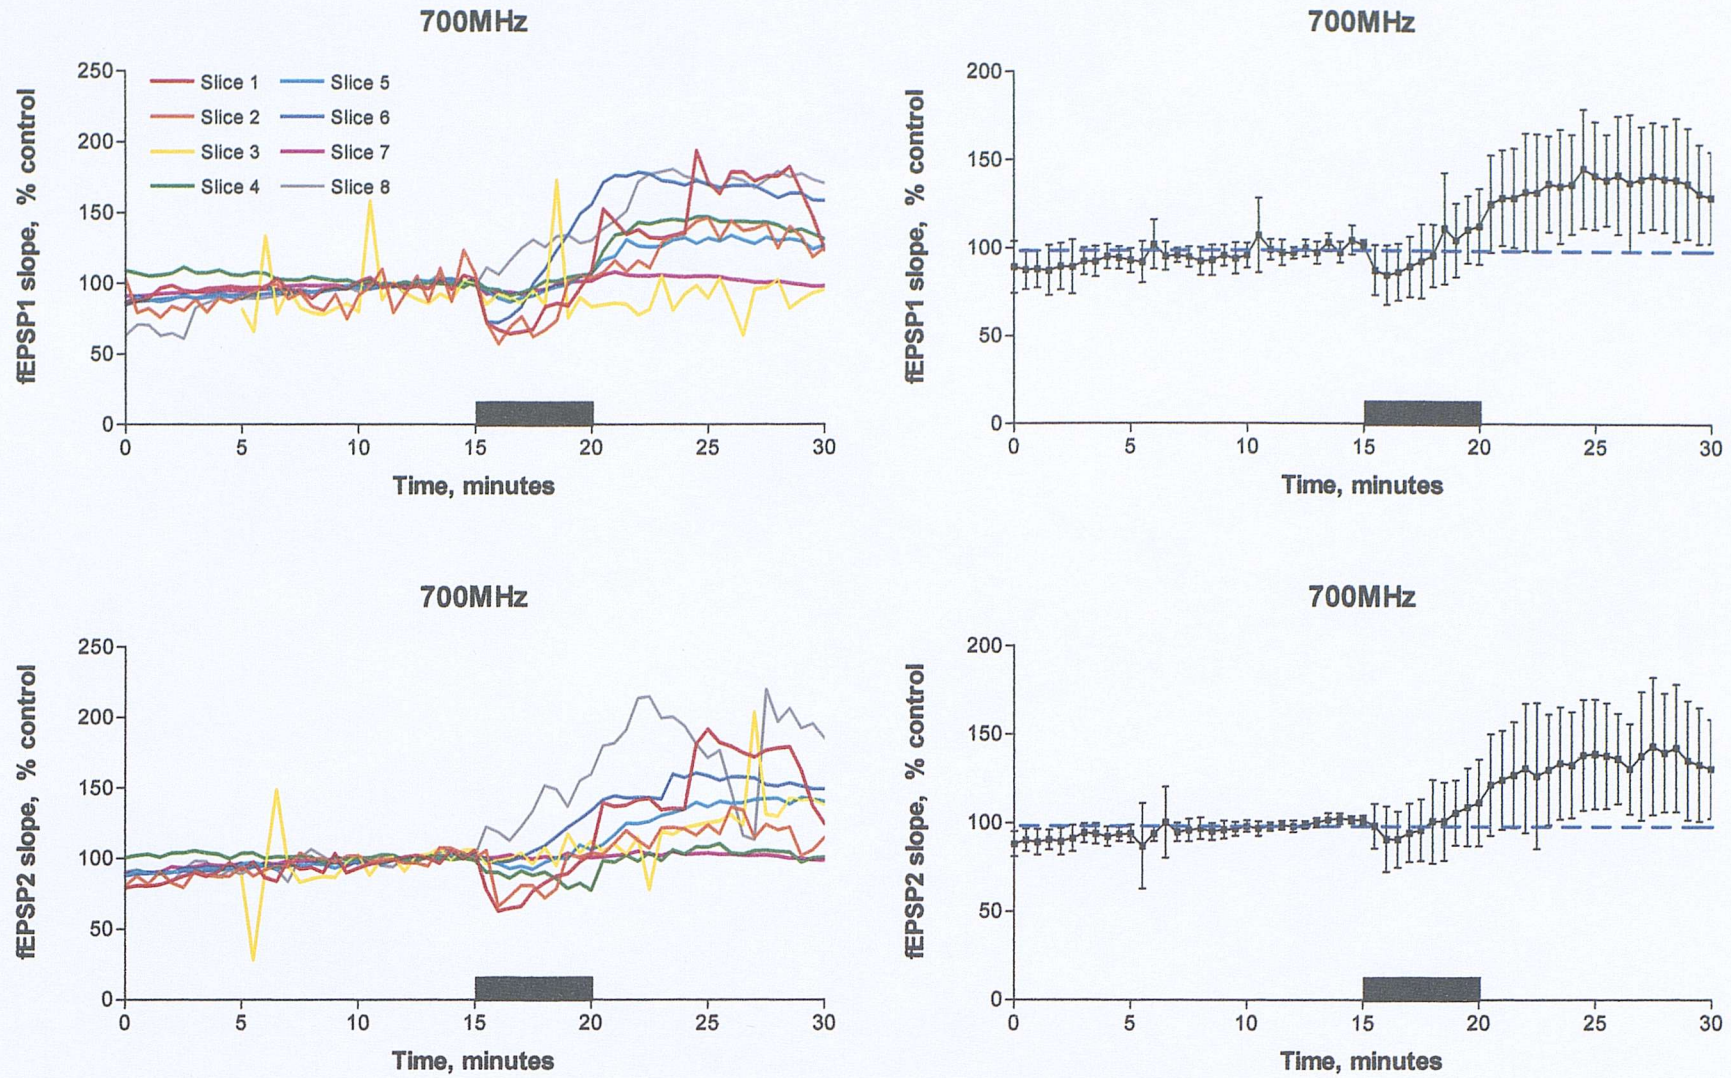 700MHz
250
200
150
100
50
0
fEPSP1 slope, % control
Slice 1
Slice 2
Slice 3
Slice 4
Slice 5
Slice 6
Slice 7
Slice 8
0 5 10 15 20 25 30
Time, minutes
700MHz
200
150
100
50
0
fEPSP1 slope, % control
0 5 10 15 20 25 30
Time, minutes
700MHz
250
200
150
100
50
0
fEPSP2 slope, % control
0 5 10 15 20 25 30
Time, minutes
700MHz
200
150
100
50
0
fEPSP2 slope, % control
0 5 10 15 20 25 30
Time, minutes